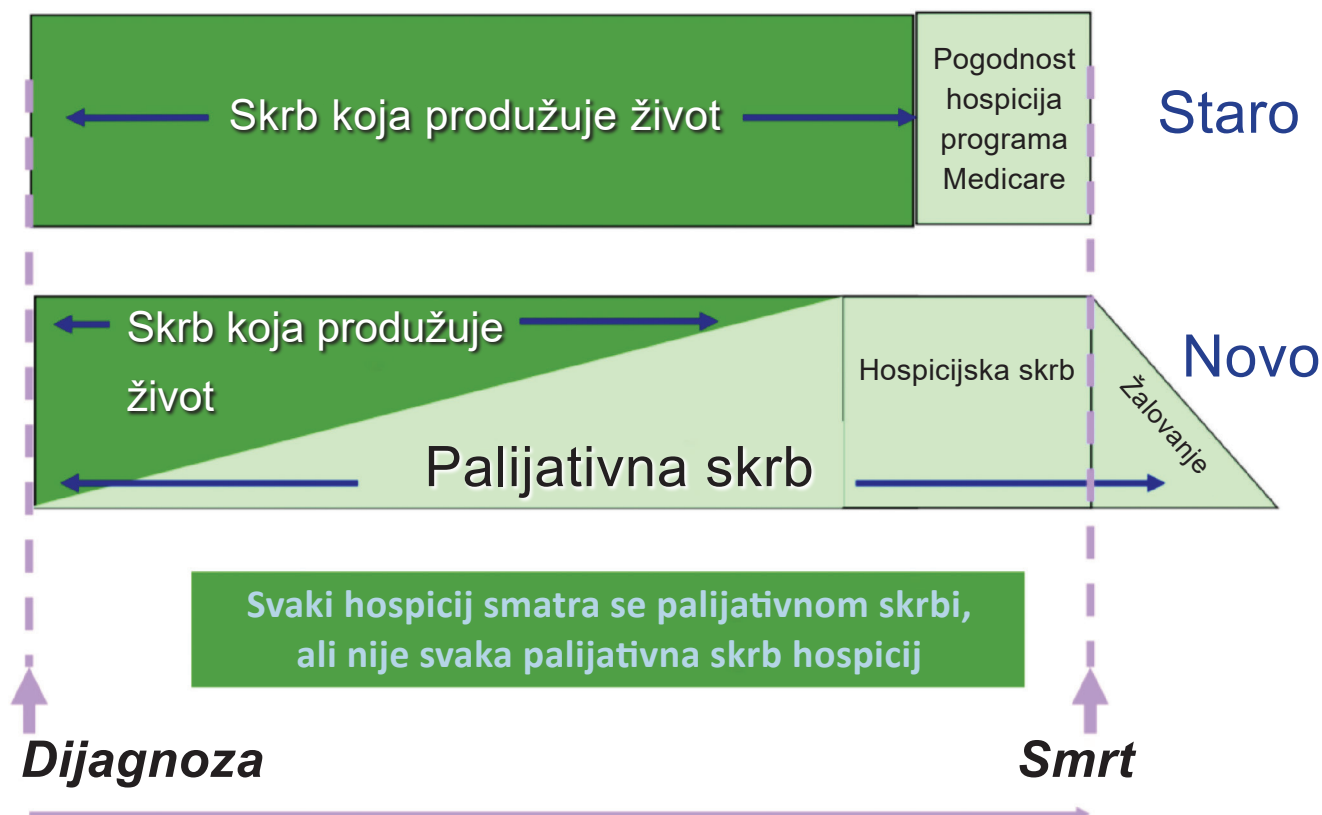 Skrb koja produžuje život
Pogodnost
hospicija
programa
Medicare
Staro
Skrb koja produžuje
život
Hospicijska skrb
Žalovanje
Novo
Palijativna skrb
Svaki hospicij smatra se palijativnom skrbi,
ali nije svaka palijativna skrb hospicij
Dijagnoza
Smrt